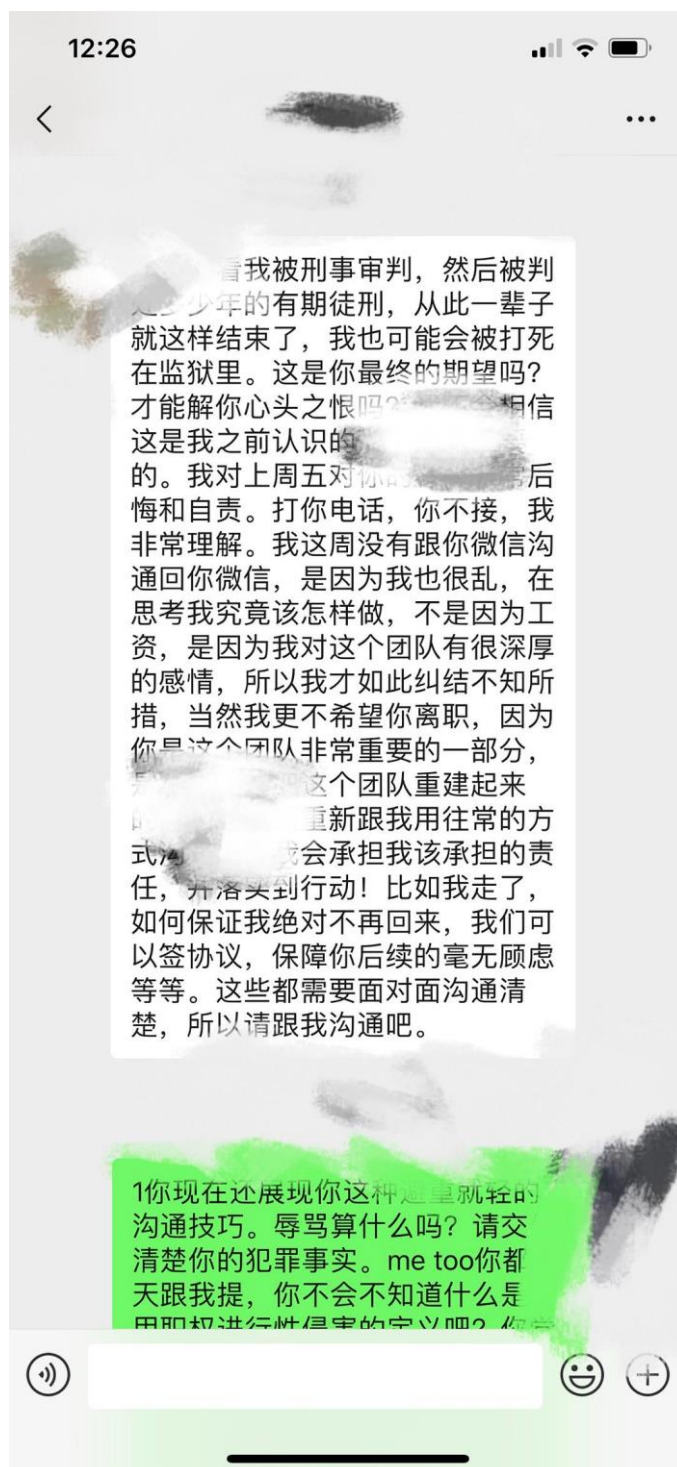 12:26
看我被刑事审判，然后被判
少年的有期徒刑，从此一辈子
就这样结束了，我也可能会被打死
在监狱里。这是你最终的期望吗？
才能解你心头之恨吗？相信
这是我之前认识的
的。我对上周五对你的后
悔和自责。打你电话，你不接，我
非常理解。我这周没有跟你微信沟
通回你微信，是因为我也很乱，在
思考我究竟该怎样做，不是因为工
资，是因为我对这个团队有很深厚
的感情，所以我才如此纠结不知所
措，当然我更不希望你离职，因为
你是这个团队非常重要的一部分，
这个团队重建起来
重新跟我用往常的方
式我会承担我该承担的责
任，并落实到行动！比如我走了，
如何保证我绝对不再回来，我们可
以签协议，保障你后续的毫无顾虑
等等。这些都需要面对面沟通清
楚，所以请跟我沟通吧。
1你现在还展现你这种避重就轻的
沟通技巧。辱骂算什么吗？请交
清楚你的犯罪事实。me too你都
天跟我提，你不会不知道什么是
用职权进行性侵害的定义吧？你